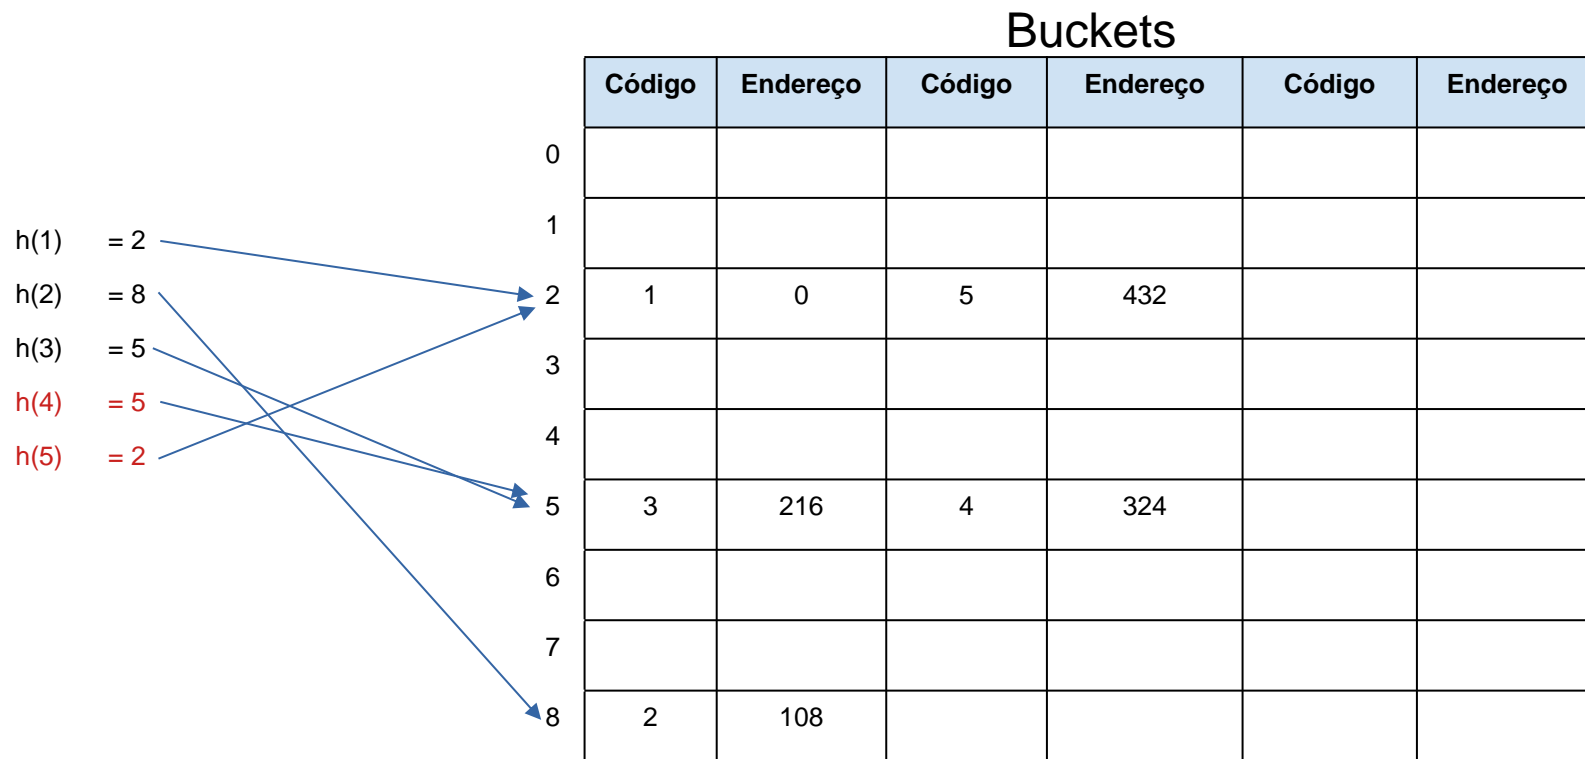 Buckets
Código Endereço Código Endereço Código Endereço
0
1
h(1) = 2
h(2) = 8
2 1 0 5 432
h(3) = 5
3
h(4) = 5
4
h(5) = 2
5 3 216 4 324
6
7
8 2 108